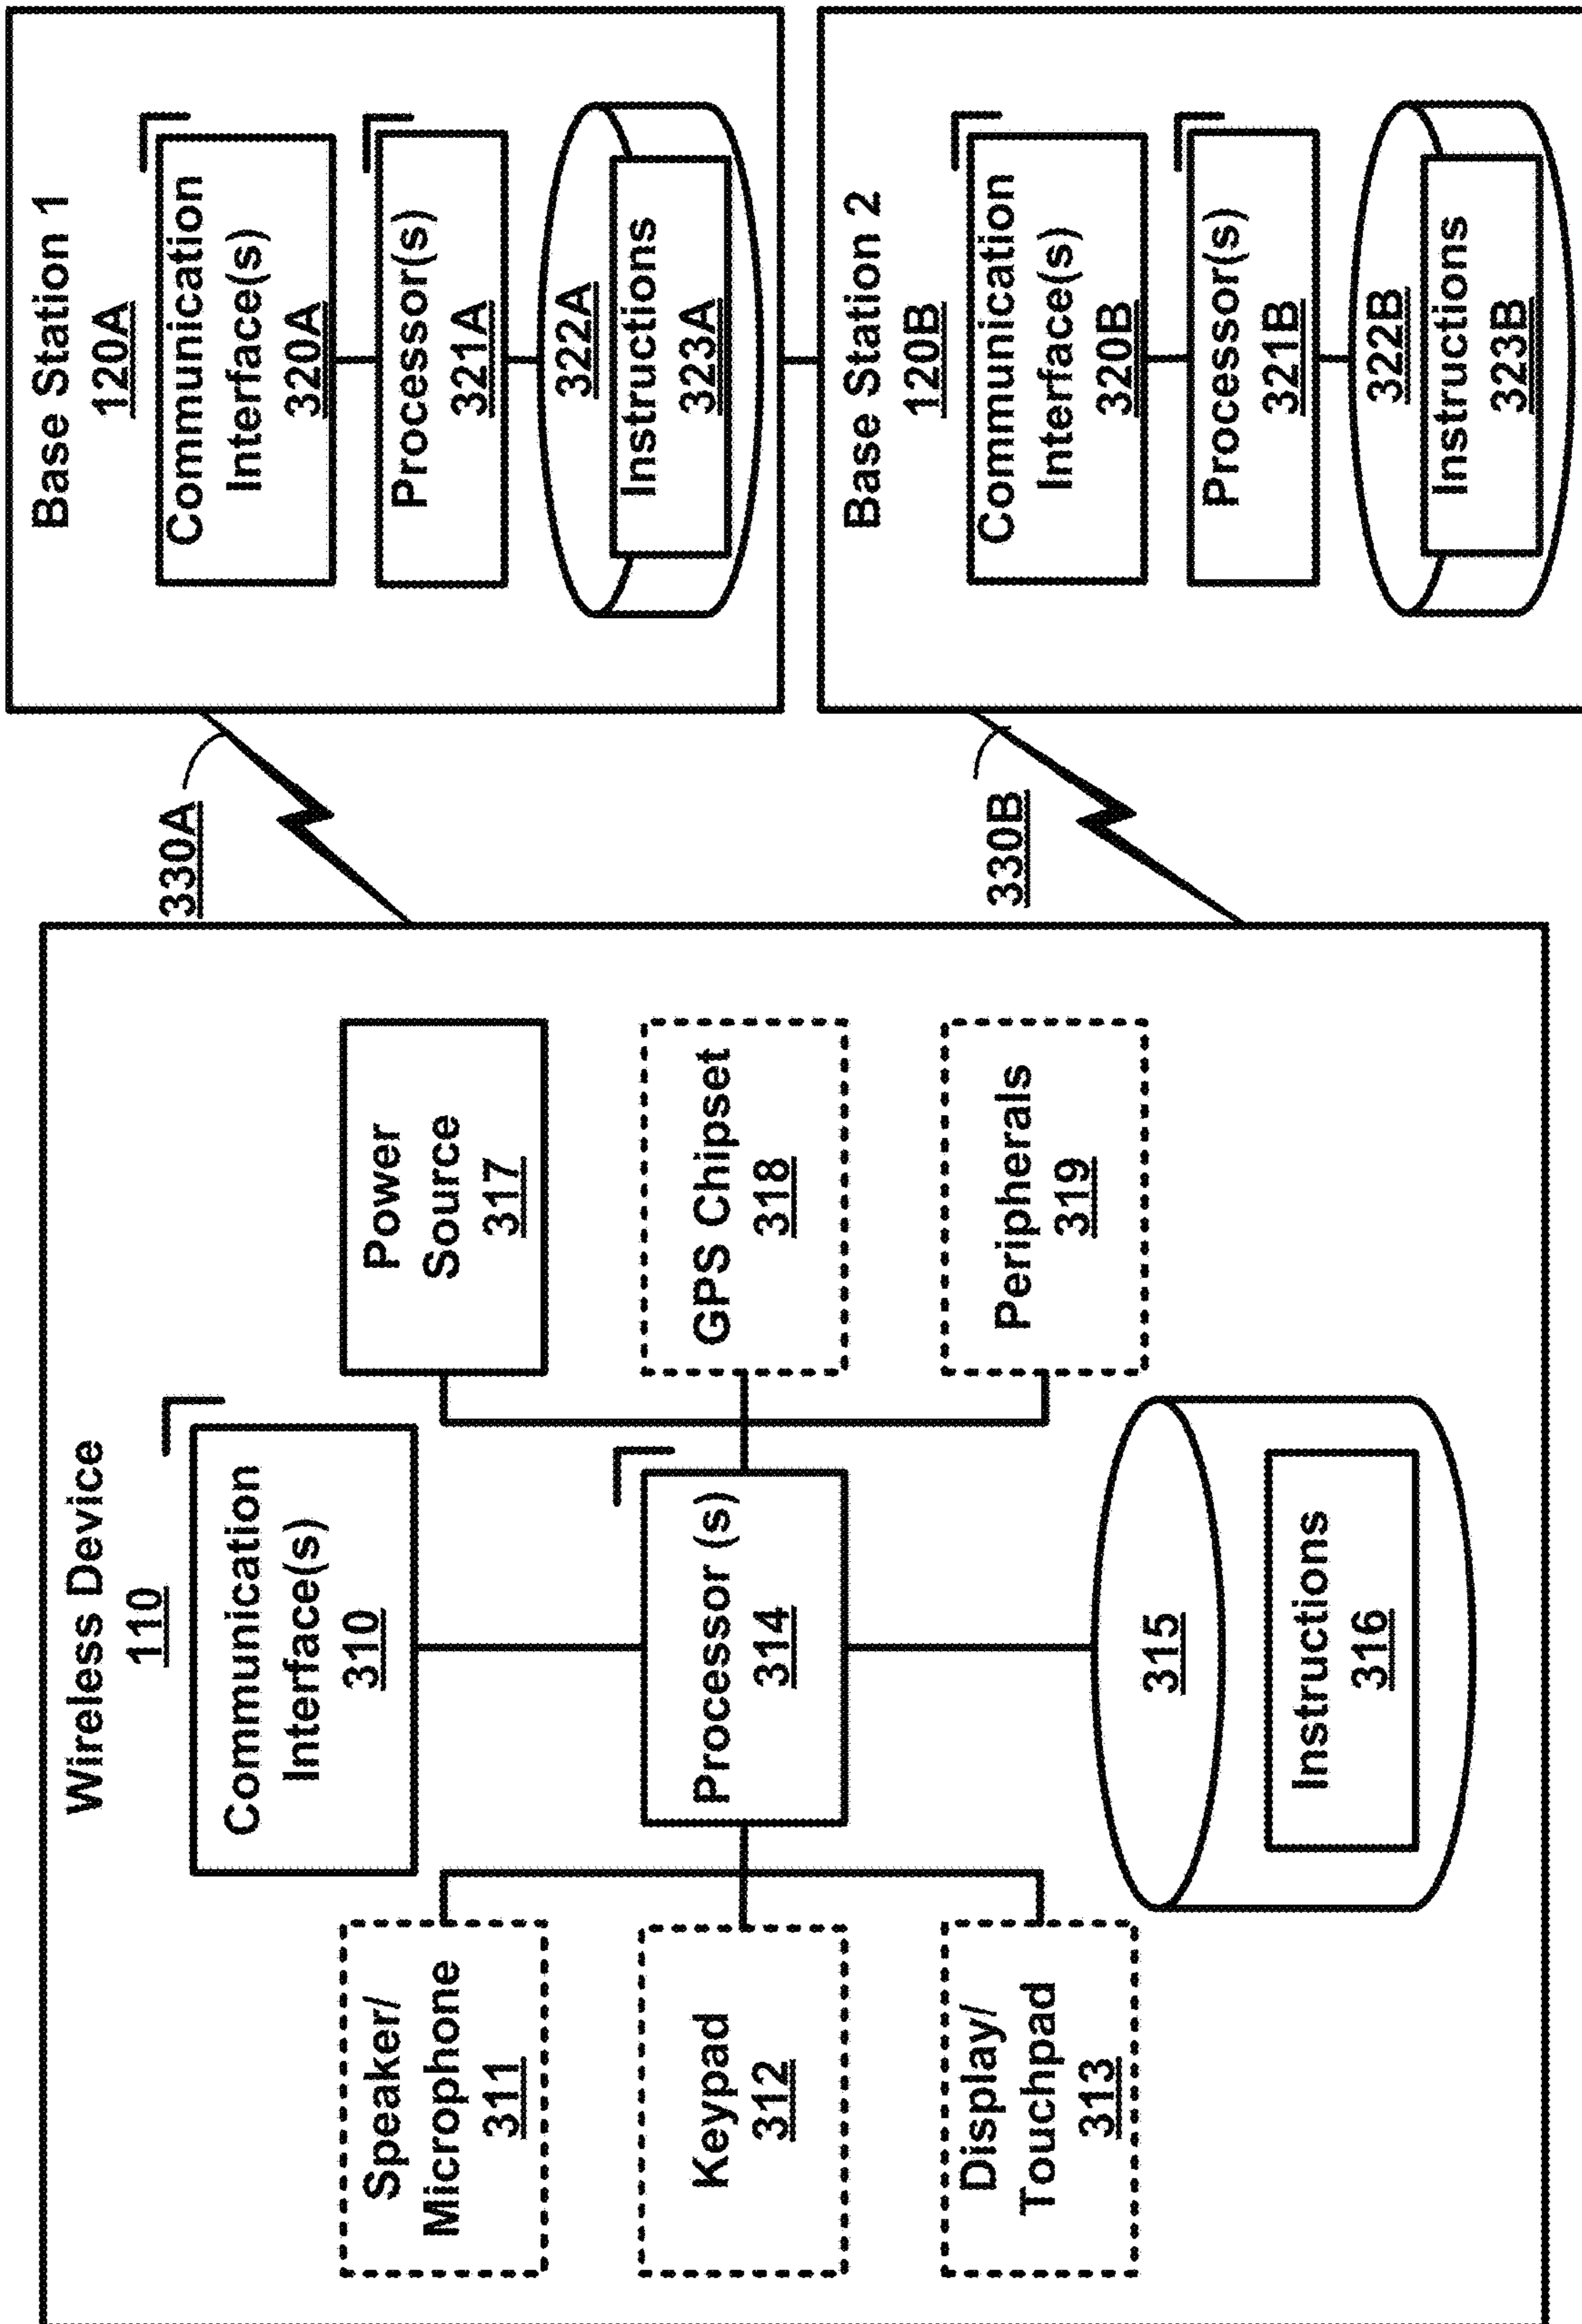 Wireless Device
110
Communication
Interface(s)
310
Speaker/
Microphone
311
Keypad
312
Display/
Touchpad
313
Processor (s)
314
315
Instructions
316
Power
Source
317
GPS Chipset
318
Peripherals
319
330A
330B
Base Station 1
120A
Communication
Interface(s)
320A
Processor(s)
321A
322A
Instructions
323A
Base Station 2
120B
Communication
Interface(s)
320B
Processor(s)
321B
322B
Instructions
323B